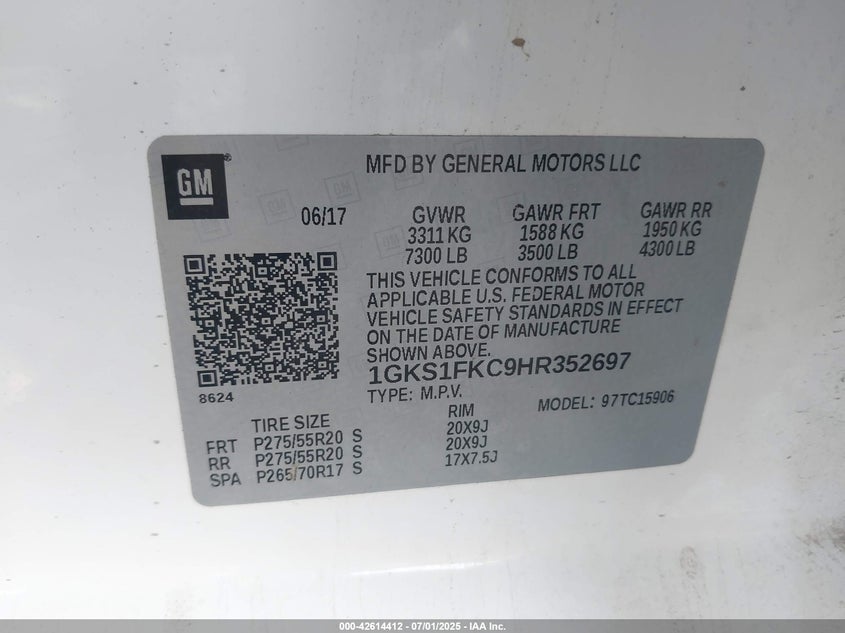 GM
MFD BY GENERAL MOTORS LLC
06/17
GVWR
3311 KG
7300 LB
GAWR FRT
1588 KG
3500 LB
GAWR RR
1950 KG
4300 LB
THIS VEHICLE CONFORMS TO ALL
APPLICABLE U.S. FEDERAL MOTOR
VEHICLE SAFETY STANDARDS IN EFFECT
ON THE DATE OF MANUFACTURE
SHOWN ABOVE.
1GKS1FKC9HR352697
TYPE: M.P.V.
MODEL: 97TC15906
8624
TIRE SIZE RIM
FRT P275/55R20 S 20X9J
RR P275/55R20 S 20X9J
SPA P265/70R17 S 17X7.5J
000-42614412 - 07/01/2025 - IAA Inc.